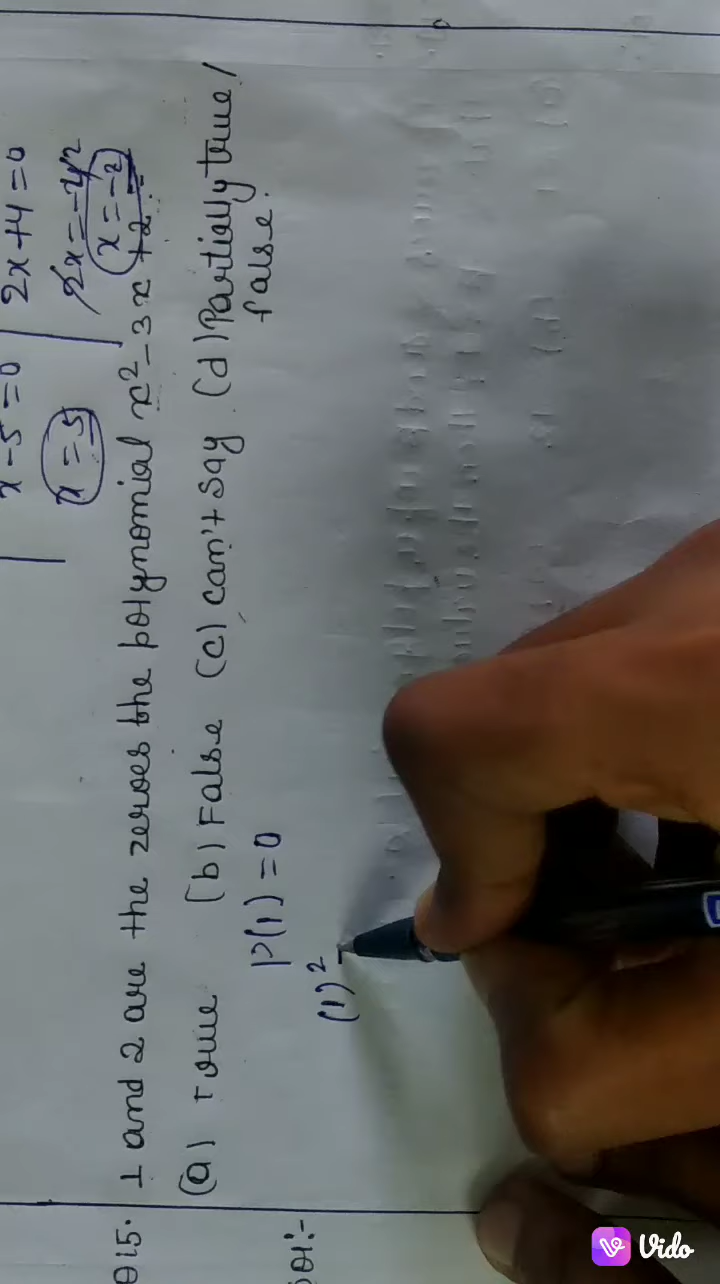 x-5=0 | 2x+4=0
x=5 | 2x=-4 2
x=-2
Q15. 1 and 2 are the zeroes the polynomial x²-3x+2.
(a) True (b) False (c) can't say (d) Partially true/
false.
Sol:- P(1)=0
(1)² -
Vido